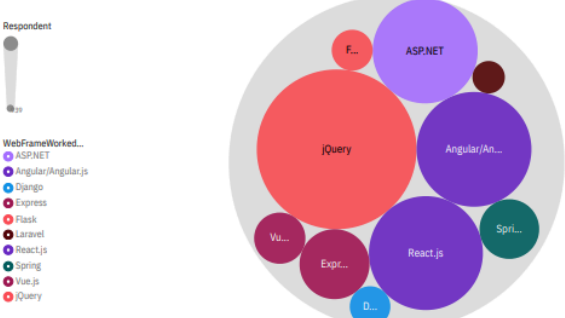 Respondent
WebFrameWorked...
ASP.NET
Angular/Angular.js
Django
Express
Flask
Laravel
React.js
Spring
Vue.js
jQuery
F...
ASP.NET
jQuery
Angular/An...
Vu...
Expr...
React.js
Spri...
D...